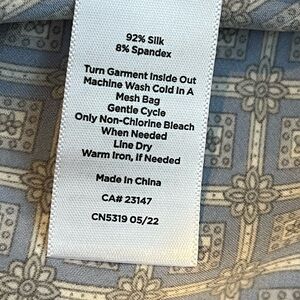 92% Silk
8% Spandex
Turn Garment Inside Out
Machine Wash Cold In A
Mesh Bag
Gentle Cycle
Only Non-Chlorine Bleach
When Needed
Line Dry
Warm Iron, If Needed
Made In China
CA# 23147
CN5319 05/22